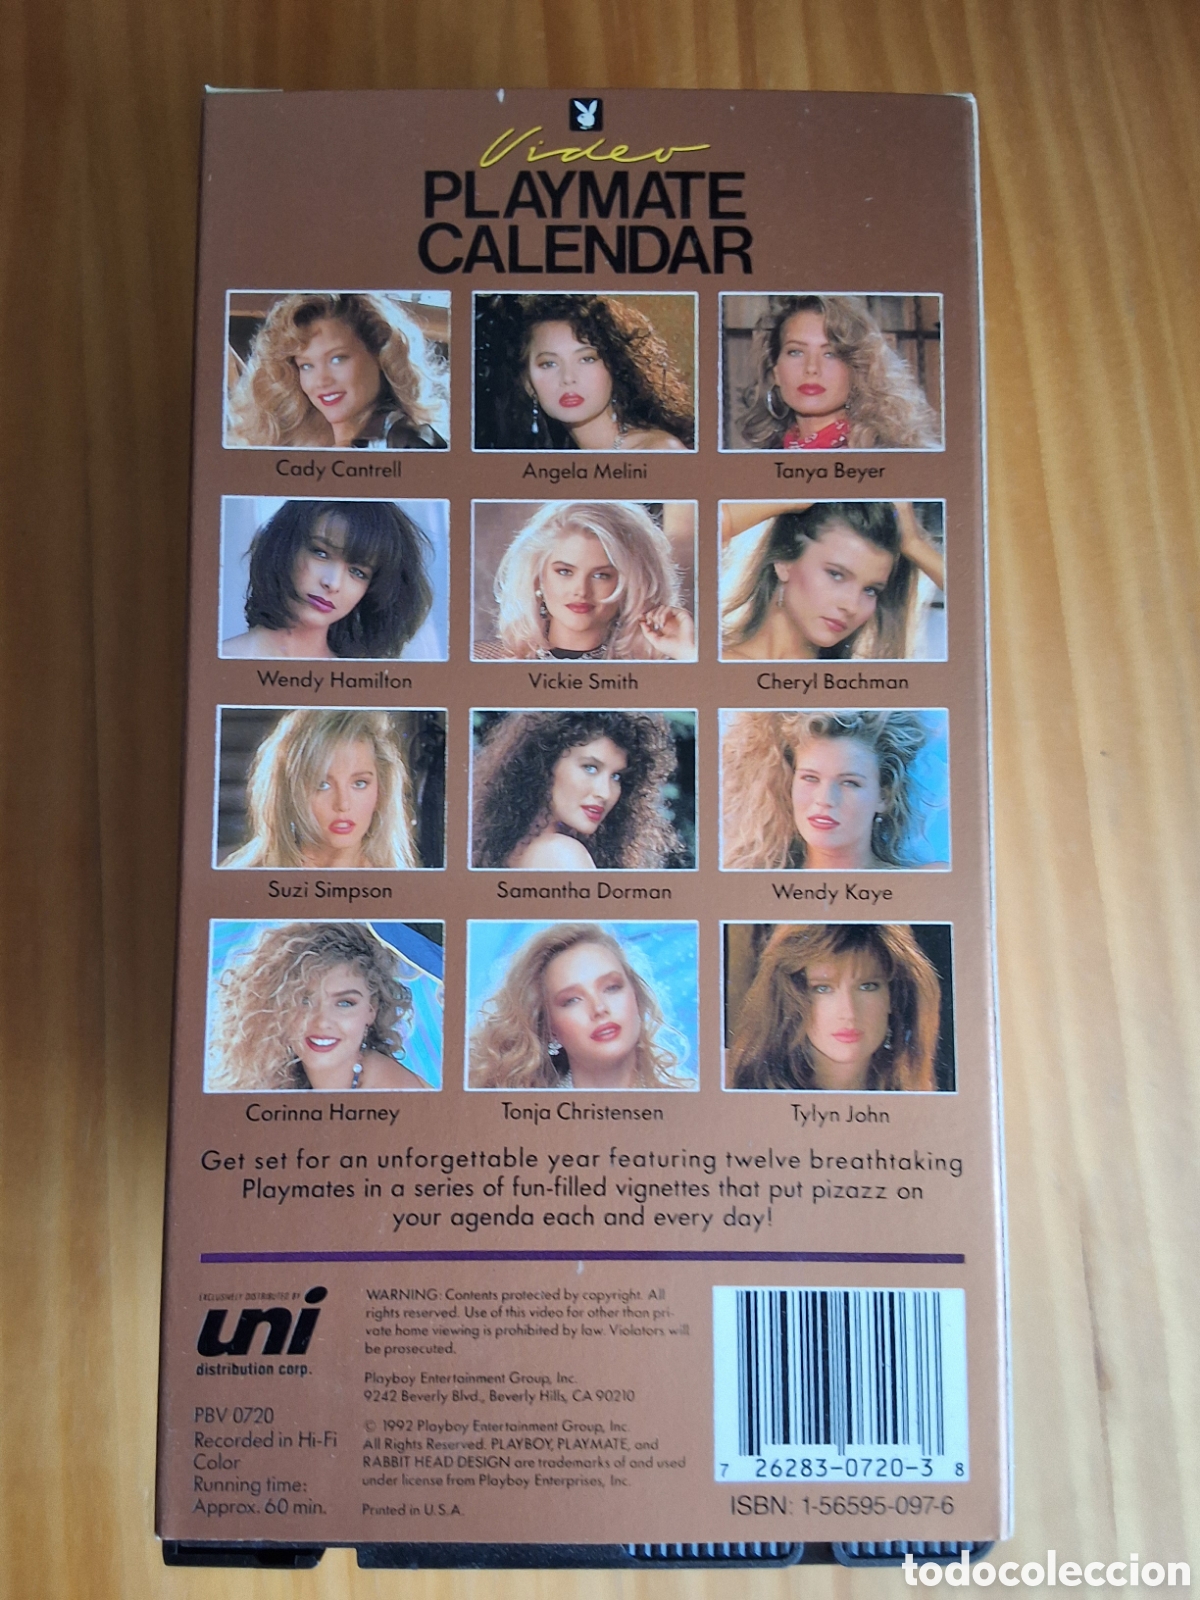 Video
PLAYMATE
CALENDAR
Cady Cantrell
Angela Melini
Tanya Beyer
Wendy Hamilton
Vickie Smith
Cheryl Bachman
Suzi Simpson
Samantha Dorman
Wendy Kaye
Corinna Harney
Tonja Christensen
Tylyn John
Get set for an unforgettable year featuring twelve breathtaking
Playmates in a series of fun-filled vignettes that put pizazz on
your agenda each and every day!
EXCLUSIVELY DISTRIBUTED BY
uni
distribution corp.
PBV 0720
Recorded in Hi-Fi
Color
Running time:
Approx. 60 min.
WARNING: Contents protected by copyright. All
rights reserved. Use of this video for other than pri-
vate home viewing is prohibited by law. Violators will
be prosecuted.
Playboy Entertainment Group, Inc.
9242 Beverly Blvd., Beverly Hills, CA 90210
© 1992 Playboy Entertainment Group, Inc.
All Rights Reserved. PLAYBOY, PLAYMATE, and
RABBIT HEAD DESIGN are trademarks of and used
under license from Playboy Enterprises, Inc.
Printed in U.S.A.
7 26283-0720-3 8
ISBN: 1-56595-097-6
todocoleccion